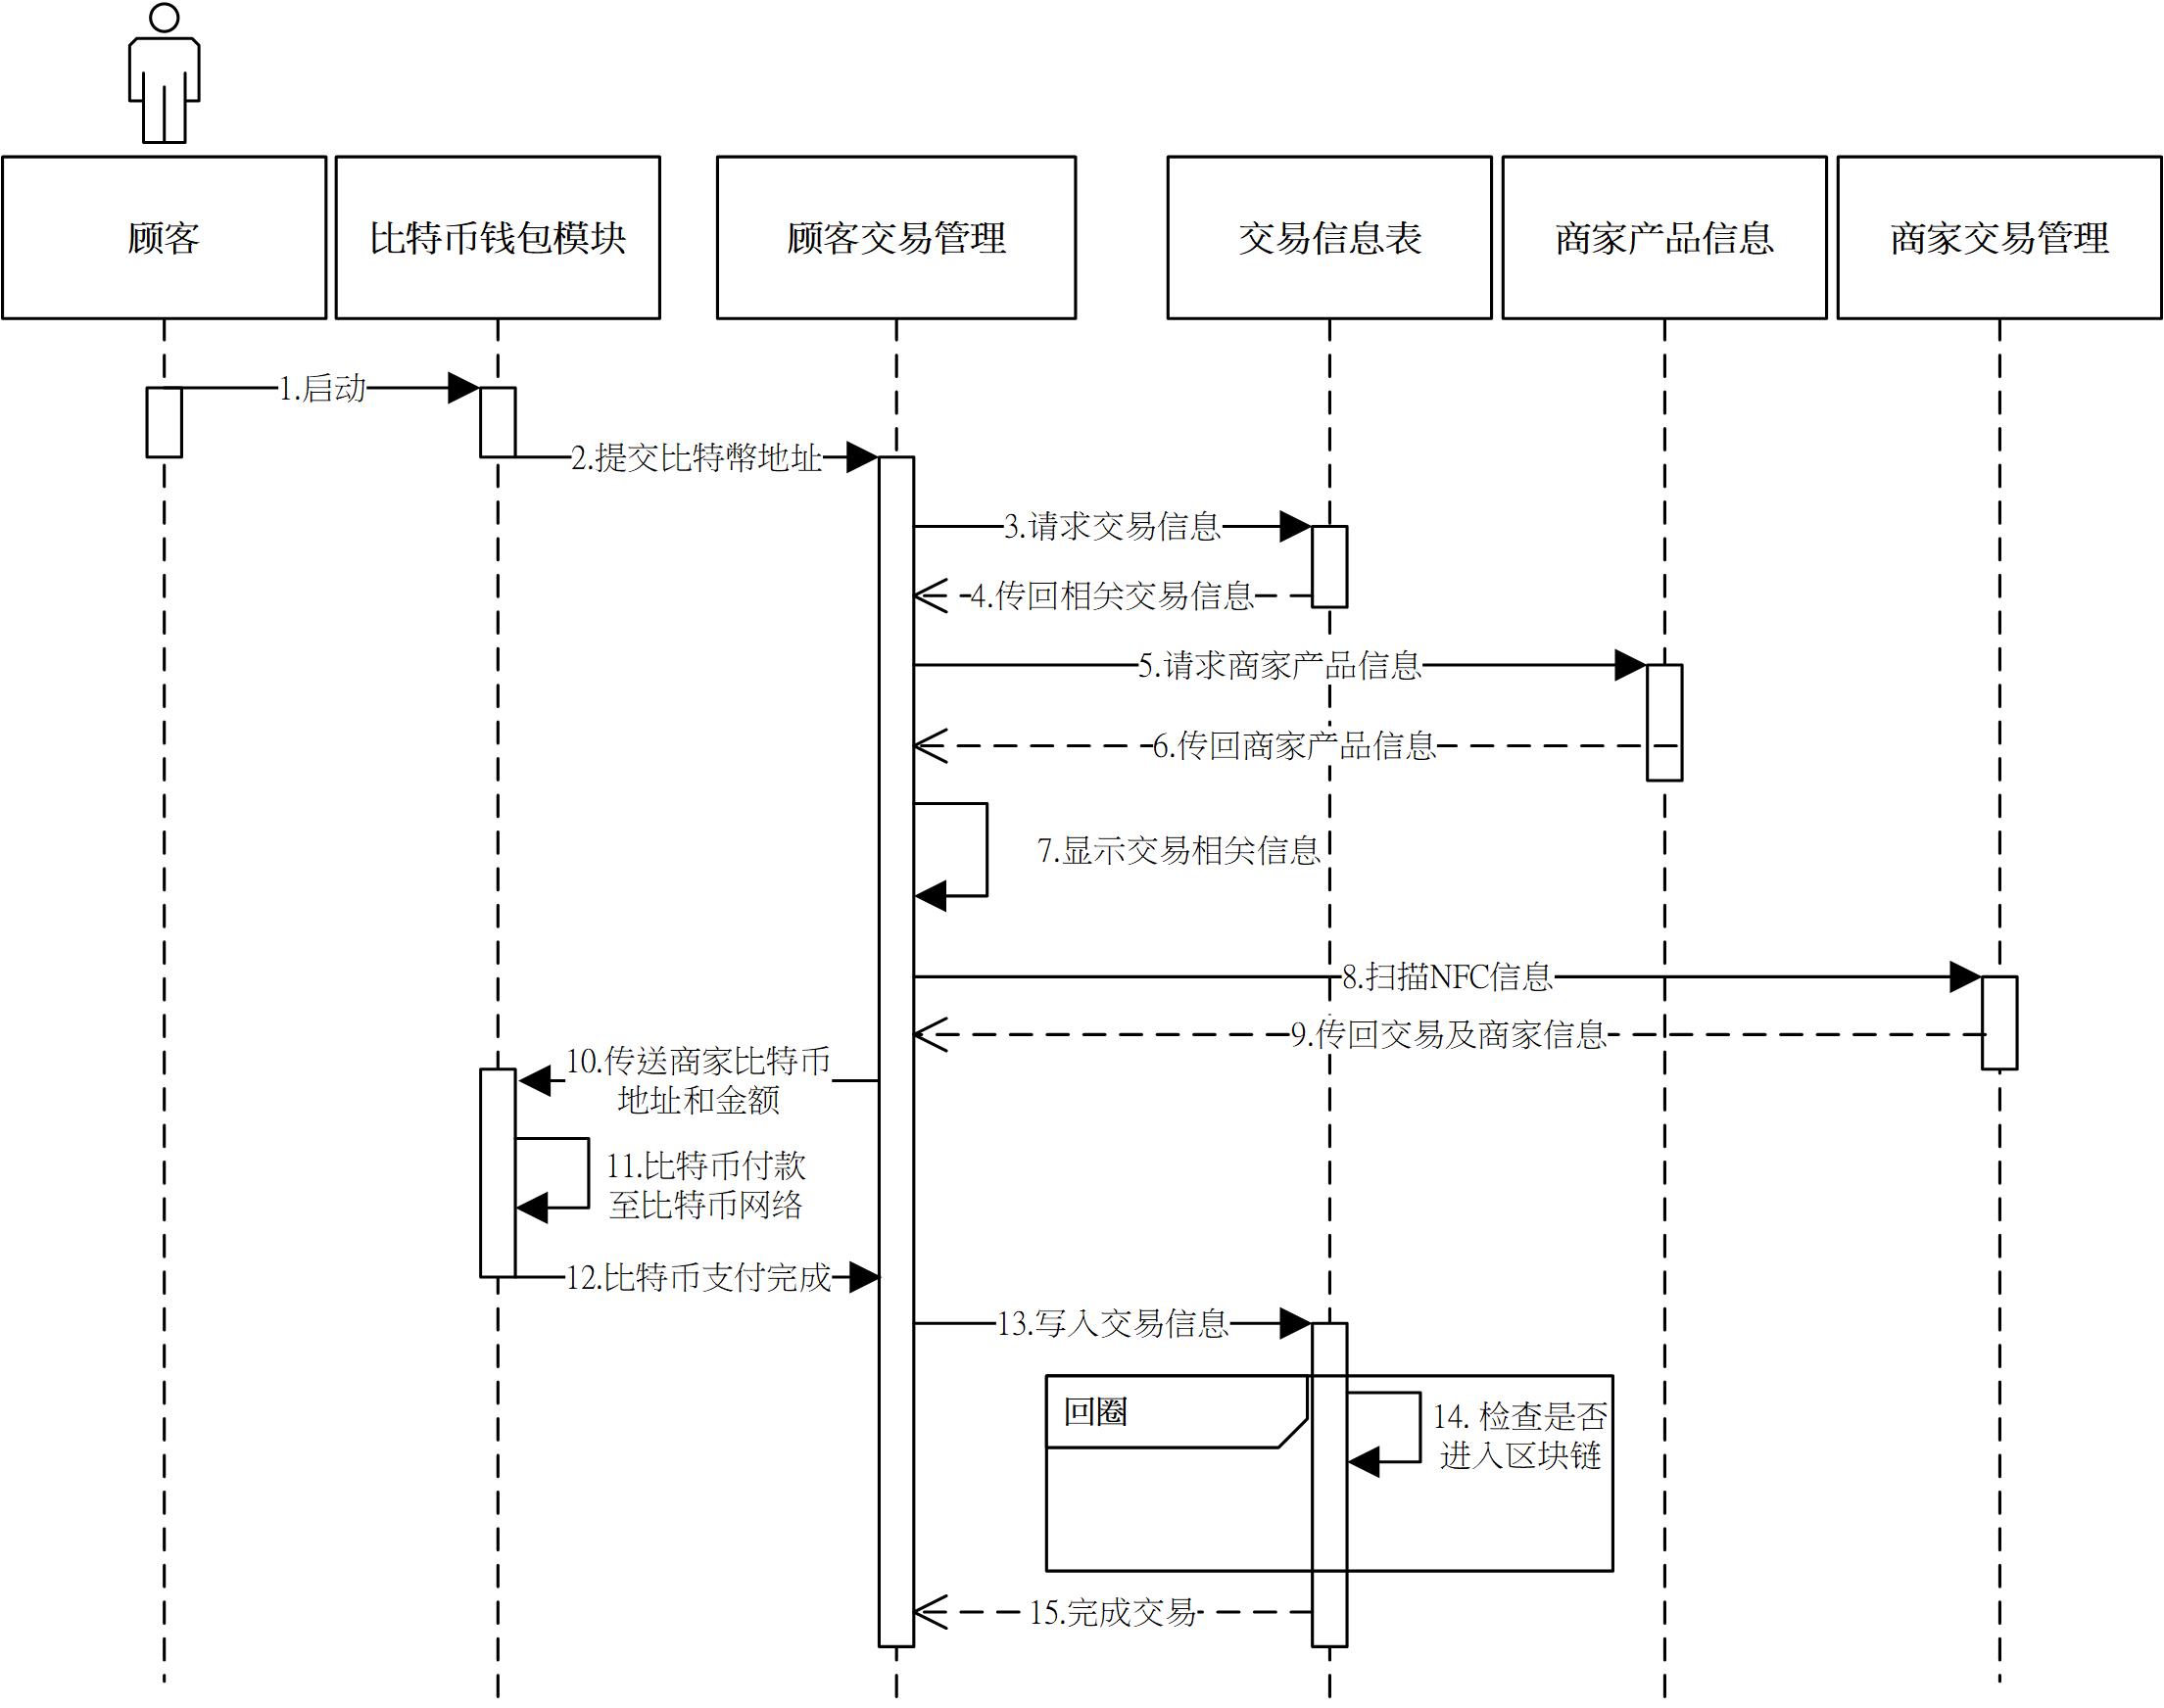 顾客
比特币钱包模块
顾客交易管理
交易信息表
商家产品信息
商家交易管理
1.启动
2.提交比特幣地址
3.请求交易信息
4.传回相关交易信息
5.请求商家产品信息
6.传回商家产品信息
7.显示交易相关信息
8.扫描NFC信息
9.传回交易及商家信息
10.传送商家比特币
地址和金额
11.比特币付款
至比特币网络
12.比特币支付完成
13.写入交易信息
回圈
14. 检查是否
进入区块链
15.完成交易